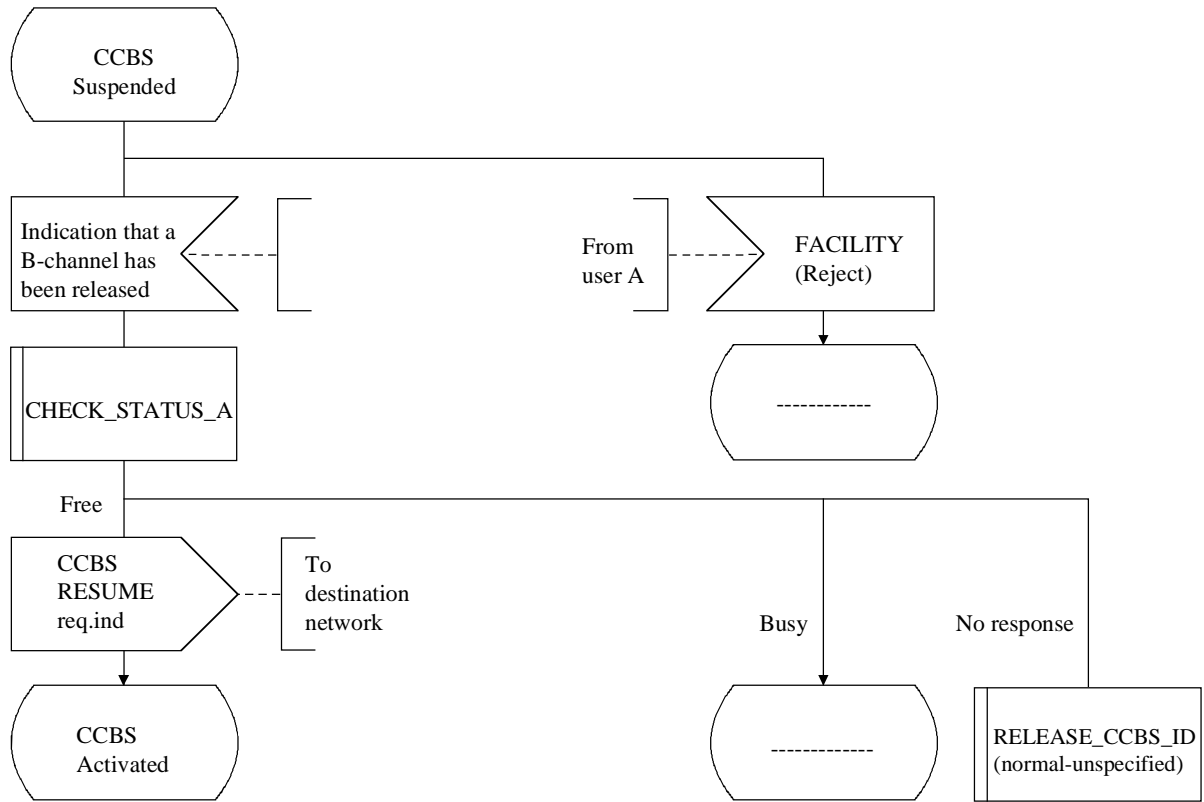 CCBS
Suspended
Indication that a
B-channel has
been released
From
user A
FACILITY
(Reject)
CHECK_STATUS_A
------------
Free
CCBS
RESUME
req.ind
To
destination
network
Busy
No response
CCBS
Activated
-------------
RELEASE_CCBS_ID
(normal-unspecified)